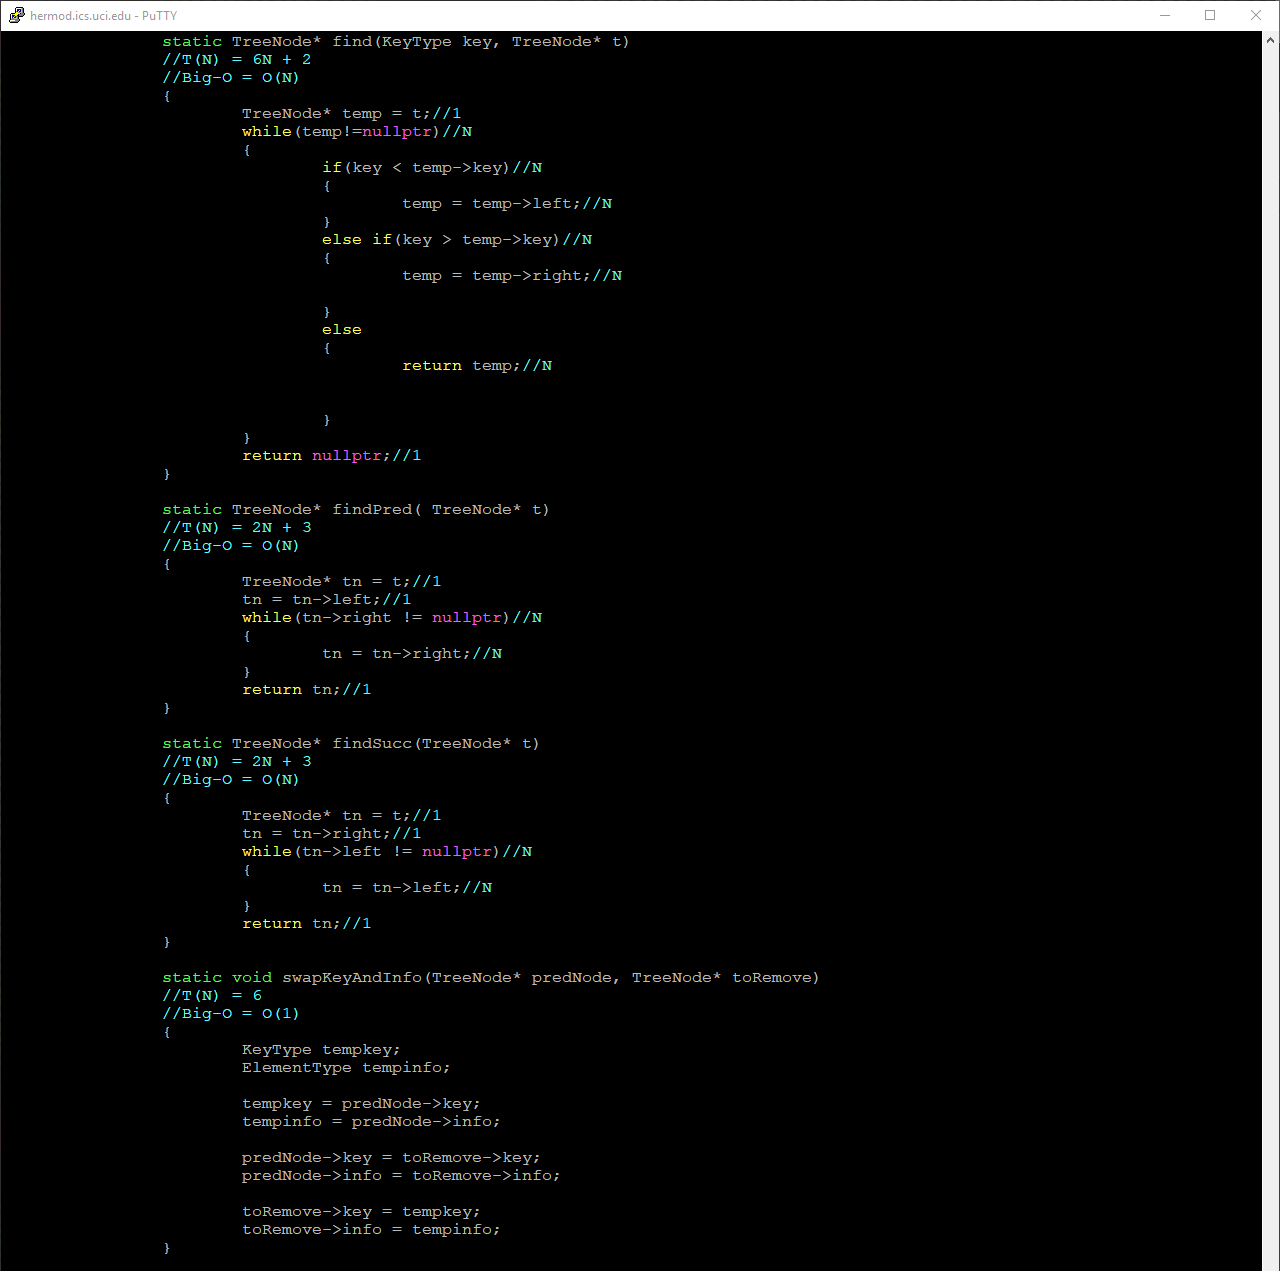 hermod.ics.uci.edu - PuTTY
static TreeNode* find(KeyType key, TreeNode* t)
//T(N) = 6N + 2
//Big-O = O(N)
{
TreeNode* temp = t;//1
while(temp!=nullptr)//N
{
if(key < temp->key)//N
{
temp = temp->left;//N
}
else if(key > temp->key)//N
{
temp = temp->right;//N
}
else
{
return temp;//N
}
}
return nullptr;//1
}
static TreeNode* findPred( TreeNode* t)
//T(N) = 2N + 3
//Big-O = O(N)
{
TreeNode* tn = t;//1
tn = tn->left;//1
while(tn->right != nullptr)//N
{
tn = tn->right;//N
}
return tn;//1
}
static TreeNode* findSucc(TreeNode* t)
//T(N) = 2N + 3
//Big-O = O(N)
{
TreeNode* tn = t;//1
tn = tn->right;//1
while(tn->left != nullptr)//N
{
tn = tn->left;//N
}
return tn;//1
}
static void swapKeyAndInfo(TreeNode* predNode, TreeNode* toRemove)
//T(N) = 6
//Big-O = O(1)
{
KeyType tempkey;
ElementType tempinfo;
tempkey = predNode->key;
tempinfo = predNode->info;
predNode->key = toRemove->key;
predNode->info = toRemove->info;
toRemove->key = tempkey;
toRemove->info = tempinfo;
}